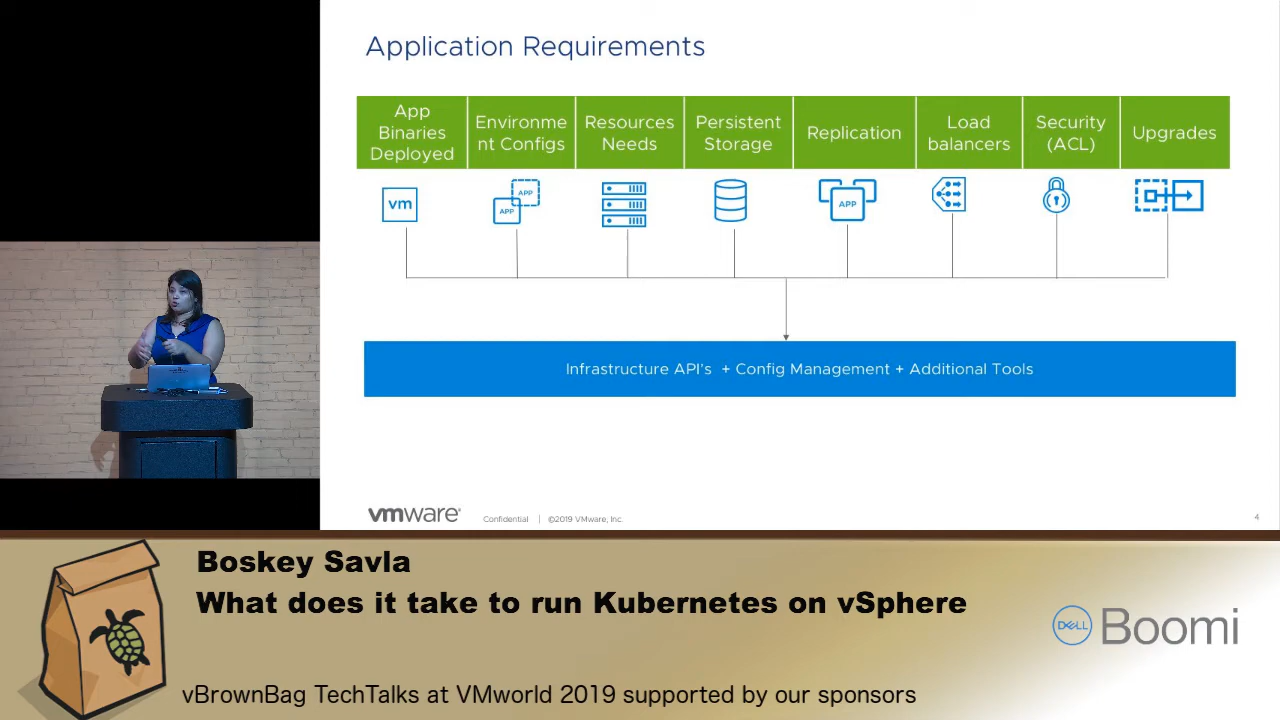 Application Requirements
App
Binaries
Deployed
Environme
nt Configs
Resources
Needs
Persistent
Storage
Replication
Load
balancers
Security
(ACL)
Upgrades
vm
APP
APP
APP
Infrastructure API's + Config Management + Additional Tools
vmware®
Confidential | ©2019 VMware, Inc.
4
Boskey Savla
What does it take to run Kubernetes on vSphere
DELL Boomi
vBrownBag TechTalks at VMworld 2019 supported by our sponsors